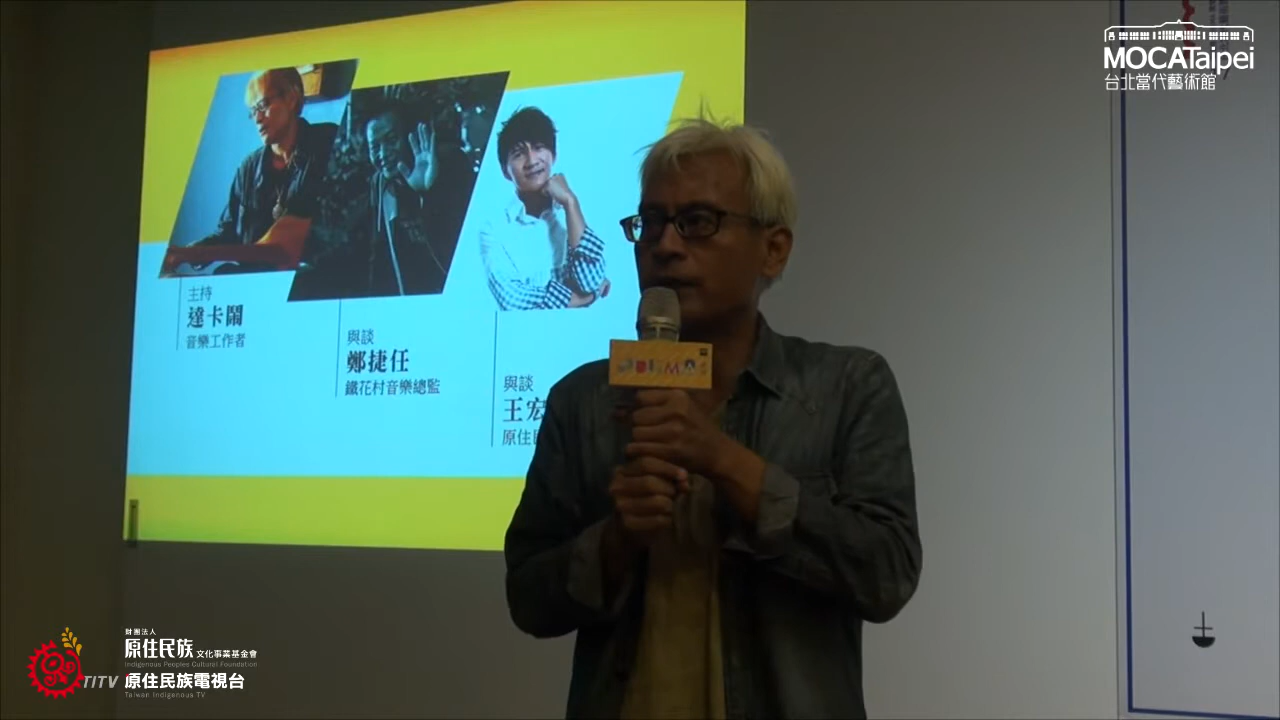 MOCATaipei
台北當代藝術館
主持
達卡鬧
音樂工作者
與談
鄭捷任
鐵花村音樂總監
與談
王宏
原住
財團法人
原住民族 文化事業基金會
Indigenous Peoples Cultural Foundation
TITV 原住民族電視台
Taiwan Indigenous TV